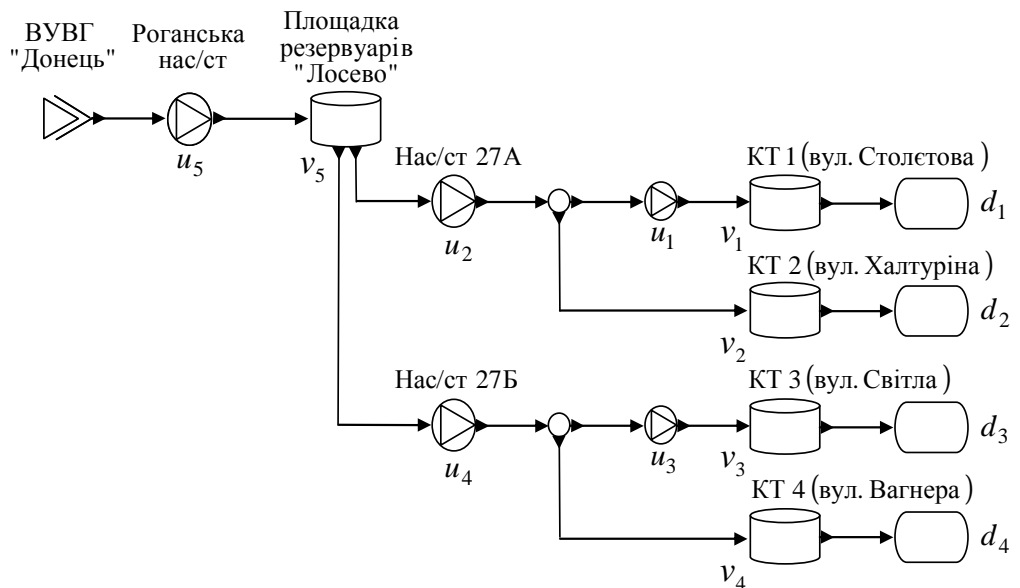 ВУВГ
"Донець"
Роганська
нас/ст
Площадка
резервуарів
"Лосево"
u5
v5
Нас/ст 27А
u2
u1
КТ 1 (вул. Столєтова)
v1
d1
КТ 2 (вул. Халтуріна)
v2
d2
Нас/ст 27Б
u4
u3
КТ 3 (вул. Світла)
v3
d3
КТ 4 (вул. Вагнера)
v4
d4